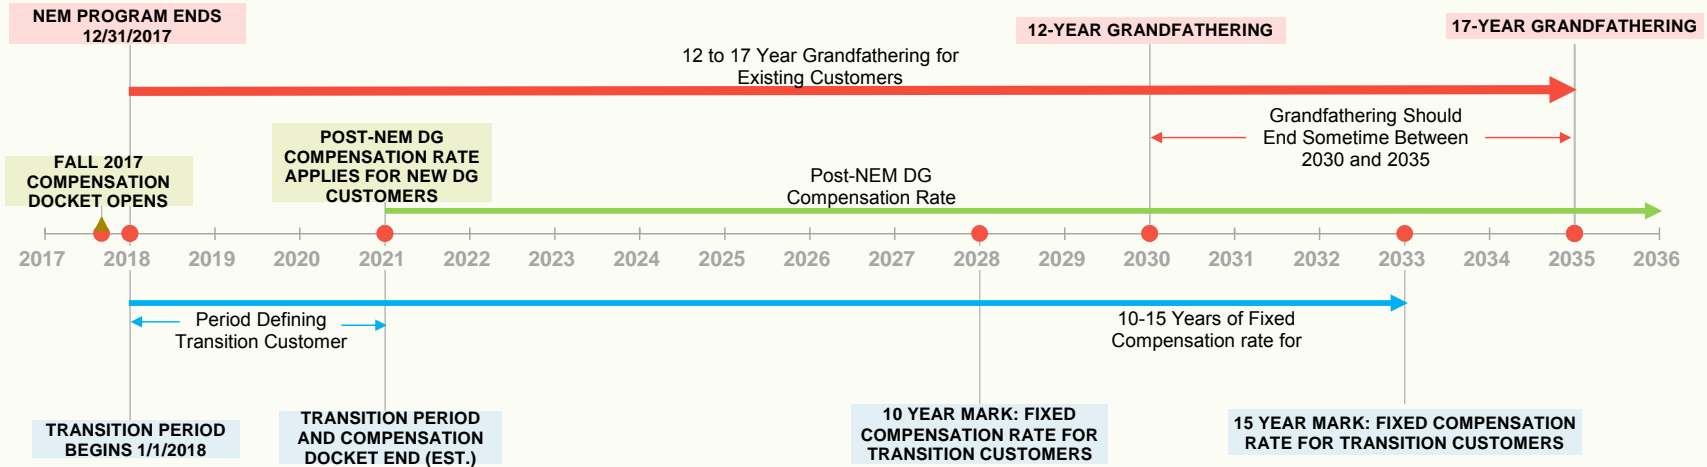 NEM PROGRAM ENDS
12/31/2017
12-YEAR GRANDFATHERING
17-YEAR GRANDFATHERING
12 to 17 Year Grandfathering for
Existing Customers
Grandfathering Should
End Sometime Between
2030 and 2035
POST-NEM DG
COMPENSATION RATE
APPLIES FOR NEW DG
CUSTOMERS
FALL 2017
COMPENSATION
DOCKET OPENS
Post-NEM DG
Compensation Rate
2017 2018 2019 2020 2021 2022 2023 2024 2025 2026 2027 2028 2029 2030 2031 2032 2033 2034 2035 2036
Period Defining
Transition Customer
10-15 Years of Fixed
Compensation rate for
TRANSITION PERIOD
BEGINS 1/1/2018
TRANSITION PERIOD
AND COMPENSATION
DOCKET END (EST.)
10 YEAR MARK: FIXED
COMPENSATION RATE FOR
TRANSITION CUSTOMERS
15 YEAR MARK: FIXED COMPENSATION
RATE FOR TRANSITION CUSTOMERS